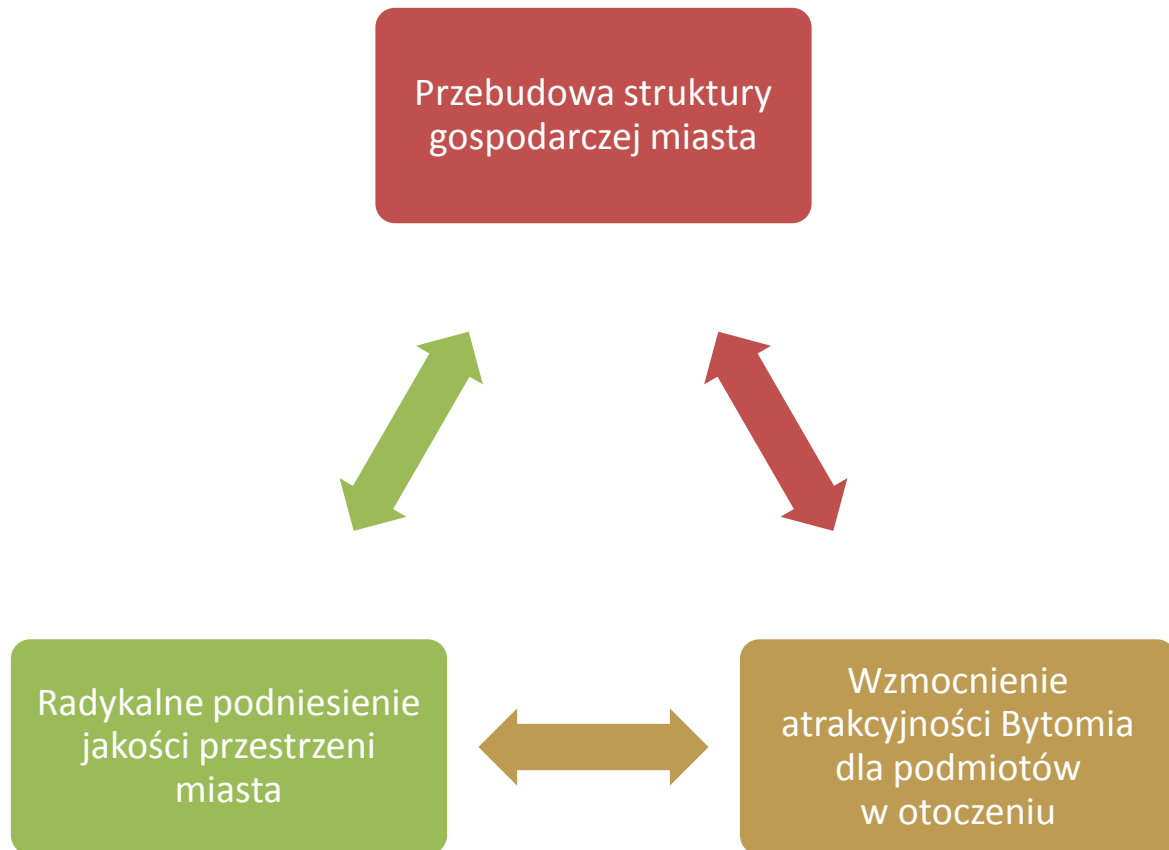 Przebudowa struktury
gospodarczej miasta
Radykalne podniesienie
jakości przestrzeni
miasta
Wzmocnienie
atrakcyjności Bytomia
dla podmiotów
w otoczeniu